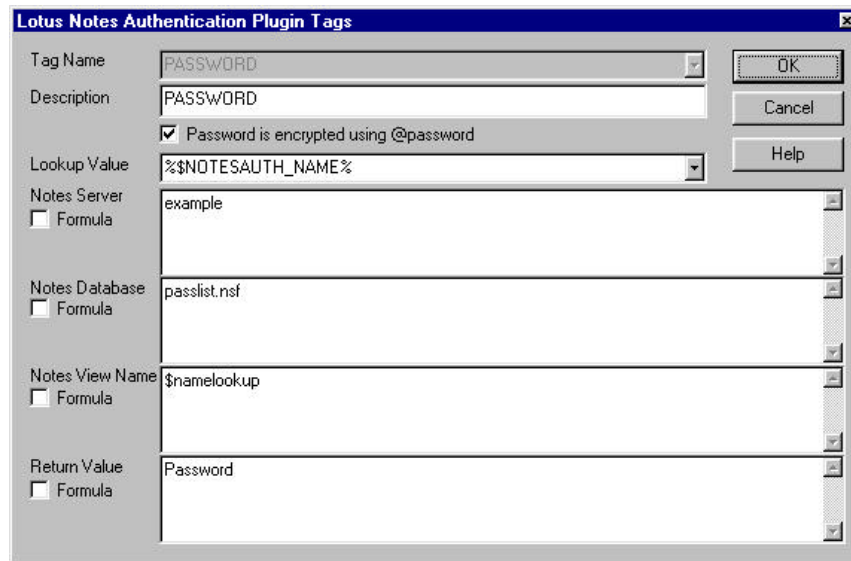 Lotus Notes Authentication Plugin Tags
Tag Name PASSWORD OK
Description PASSWORD Cancel
Password is encrypted using @password
Lookup Value %$NOTESAUTH_NAME% Help
Notes Server example
Formula
Notes Database passlist.nsf
Formula
Notes View Name $namelookup
Formula
Return Value Password
Formula